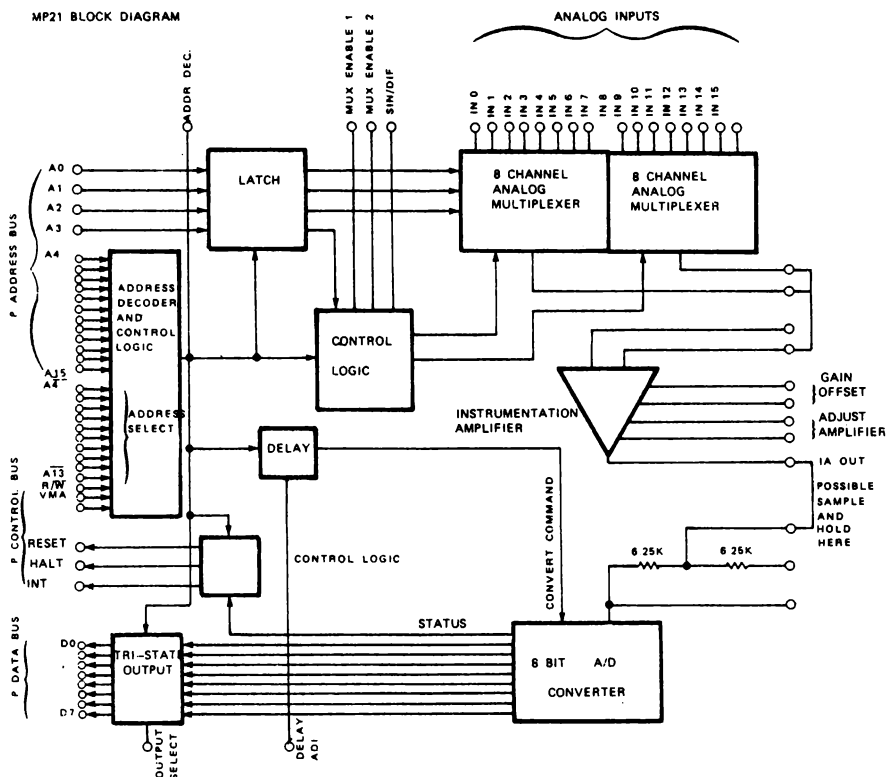 MP21 BLOCK DIAGRAM
ANALOG INPUTS
ADDR DEC.
MUX ENABLE 1
MUX ENABLE 2
SIN/DIF
IN 0
IN 1
IN 2
IN 3
IN 4
IN 5
IN 6
IN 7
IN 8
IN 9
IN 10
IN 11
IN 12
IN 13
IN 14
IN 15
P ADDRESS BUS
A0
A1
A2
A3
A4
A15
LATCH
8 CHANNEL
ANALOG
MULTIPLEXER
8 CHANNEL
ANALOG
MULTIPLEXER
ADDRESS
DECODER
AND
CONTROL
LOGIC
CONTROL
LOGIC
A̅4̅
ADDRESS
SELECT
A̅1̅3̅
R/W̅
VMA
INSTRUMENTATION
AMPLIFIER
GAIN
OFFSET
ADJUST
AMPLIFIER
IA OUT
POSSIBLE
SAMPLE
AND
HOLD
HERE
DELAY
CONVERT COMMAND
P CONTROL BUS
RESET
HALT
INT
CONTROL LOGIC
6.25K
6.25K
STATUS
P DATA BUS
D0
D7
TRI-STATE
OUTPUT
8 BIT A/D
CONVERTER
OUTPUT
SELECT
DELAY
ADJ